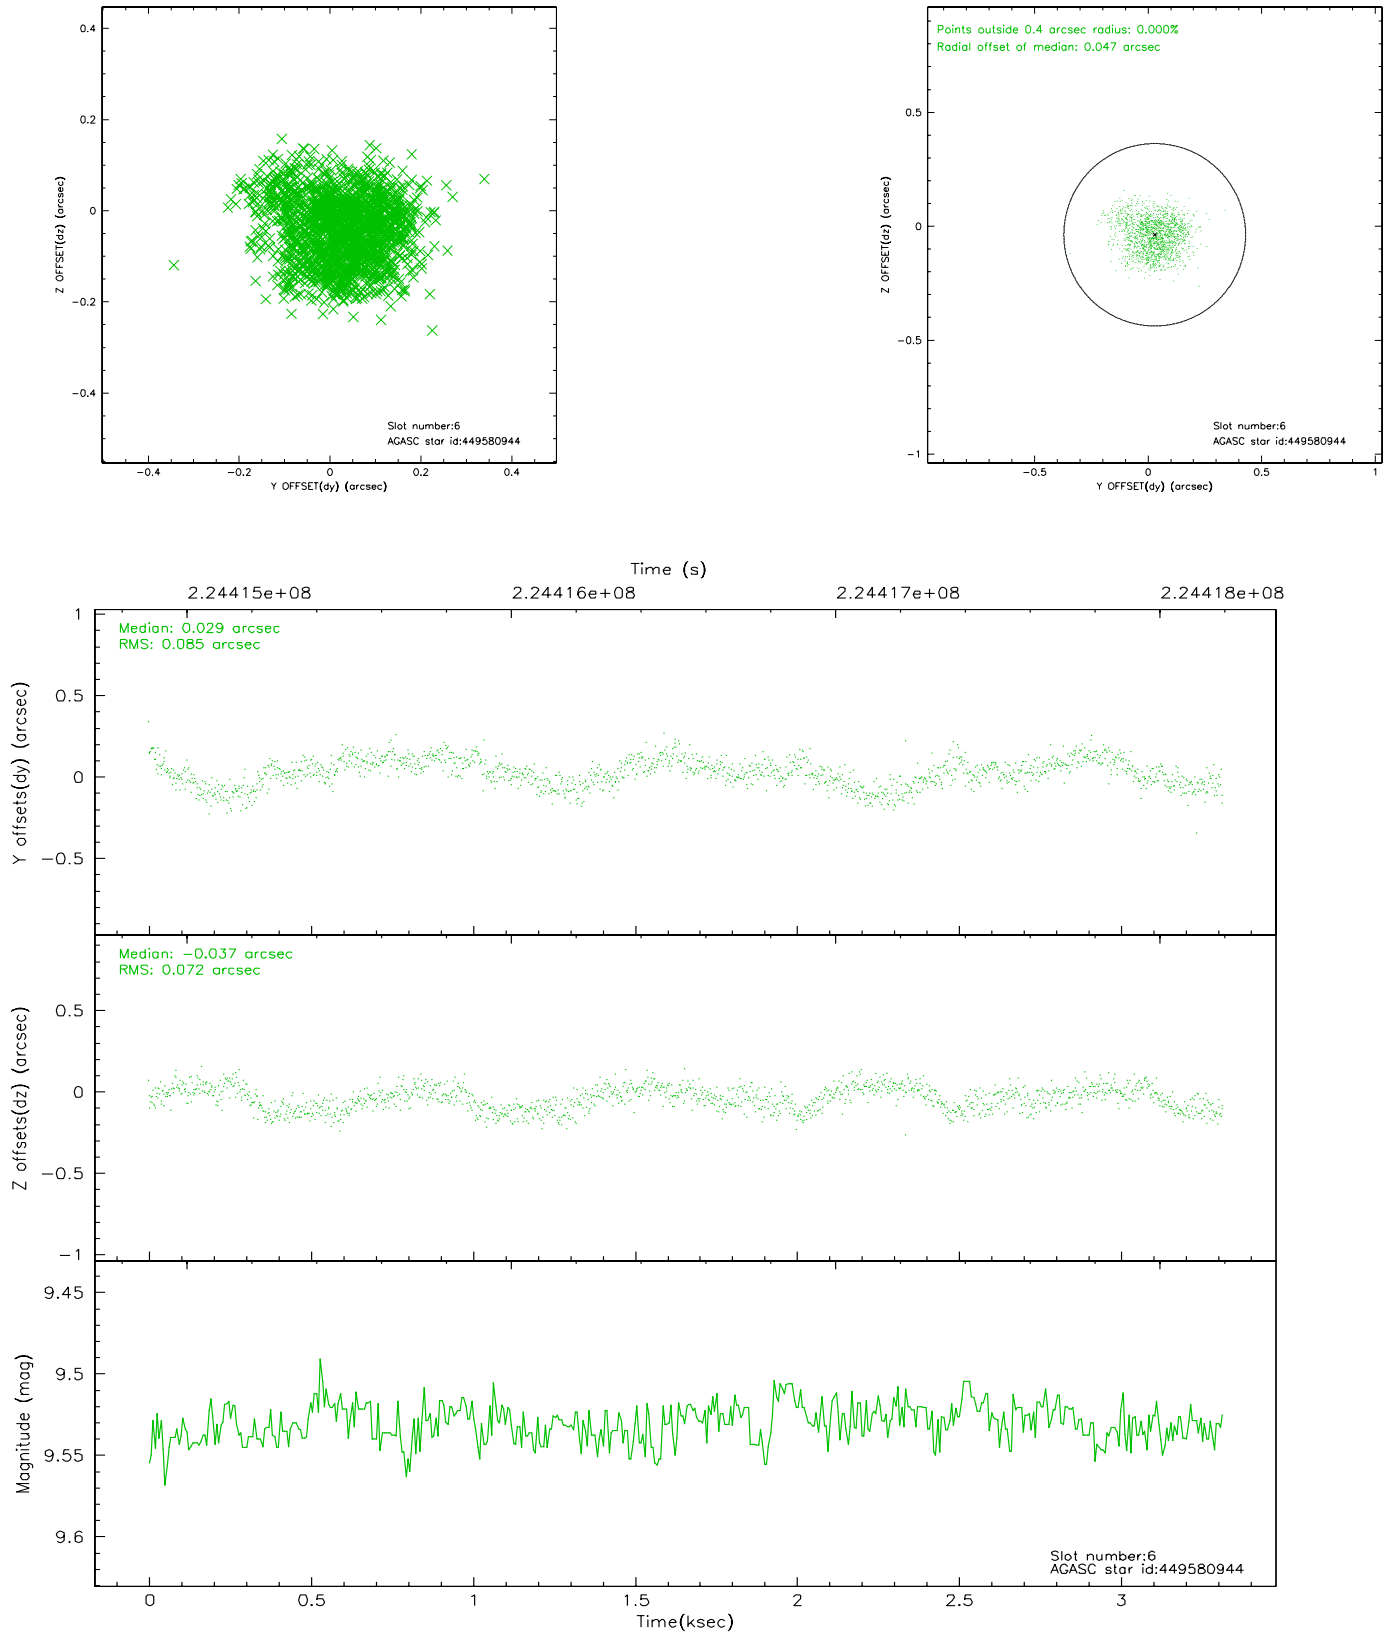 Points outside 0.4 arcsec radius: 0.000%
Radial offset of median: 0.047 arcsec
0.4
0.2
0
−0.2
−0.4
Z OFFSET(dz) (arcsec)
Slot number:6
AGASC star id:449580944
−0.4
−0.2
0
0.2
0.4
Y OFFSET(dy) (arcsec)
0.5
0
−0.5
−1
Z OFFSET(dz) (arcsec)
Slot number:6
AGASC star id:449580944
−0.5
0
0.5
1
Y OFFSET(dy) (arcsec)
Time (s)
2.24415e+08
2.24416e+08
2.24417e+08
2.24418e+08
Median: 0.029 arcsec
RMS: 0.085 arcsec
1
0.5
0
−0.5
Y offsets(dy) (arcsec)
Median: −0.037 arcsec
RMS: 0.072 arcsec
0.5
0
−0.5
−1
Z offsets(dz) (arcsec)
9.45
9.5
9.55
9.6
Magnitude (mag)
Slot number:6
AGASC star id:449580944
0
0.5
1
1.5
2
2.5
3
Time(ksec)